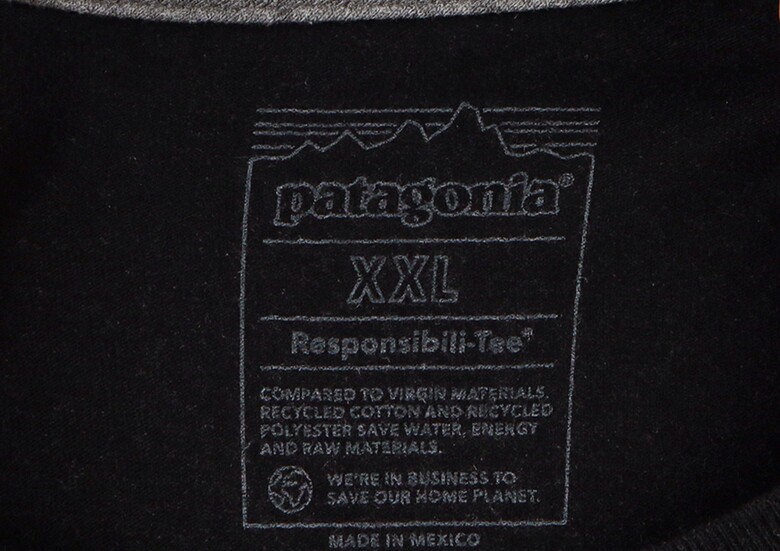 patagonia®
XXL
Responsibili-Tee®
COMPARED TO VIRGIN MATERIALS,
RECYCLED COTTON AND RECYCLED
POLYESTER SAVE WATER, ENERGY
AND RAW MATERIALS.
WE'RE IN BUSINESS TO
SAVE OUR HOME PLANET.
MADE IN MEXICO